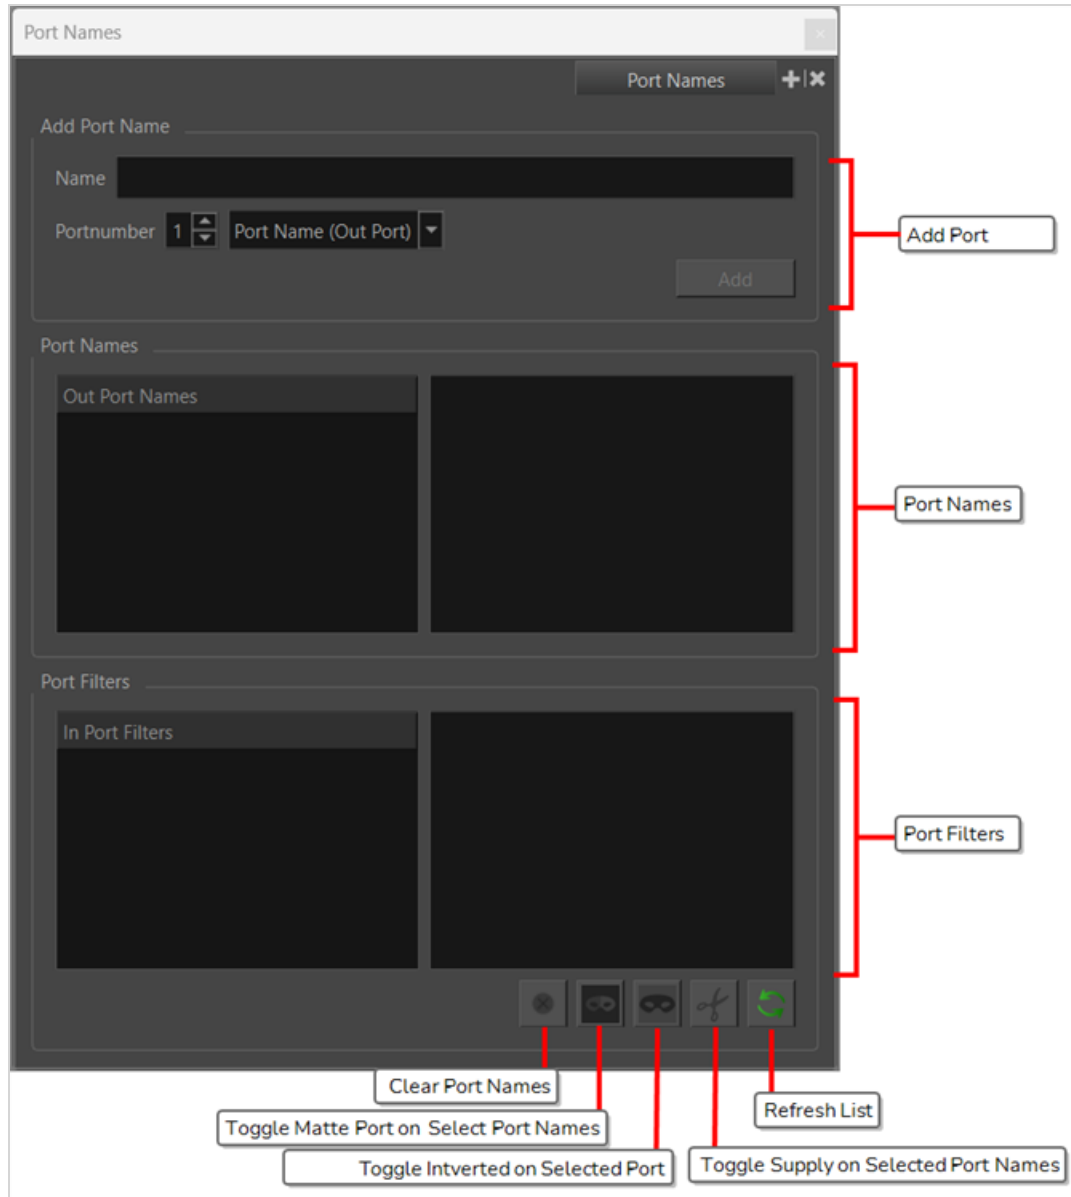 Port Names
Port Names
Add Port Name
Name
Portnumber 1 Port Name (Out Port)
Add
Add Port
Port Names
Out Port Names
Port Names
Port Filters
In Port Filters
Port Filters
Clear Port Names
Refresh List
Toggle Matte Port on Select Port Names
Toggle Intverted on Selected Port
Toggle Supply on Selected Port Names